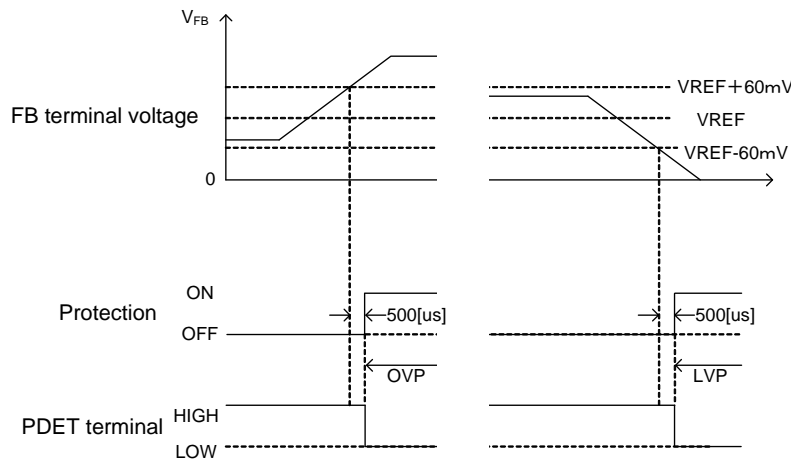 VFB
FB terminal voltage
VREF+60mV
VREF
VREF-60mV
0
Protection
ON
OFF
500[us]
500[us]
OVP
LVP
PDET terminal
HIGH
LOW